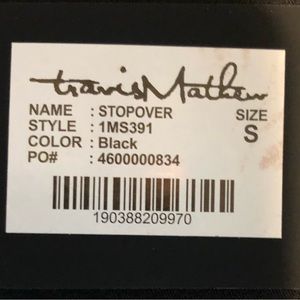 travisMathew
NAME : STOPOVER SIZE
STYLE : 1MS391 S
COLOR : Black
PO# : 4600000834
190388209970